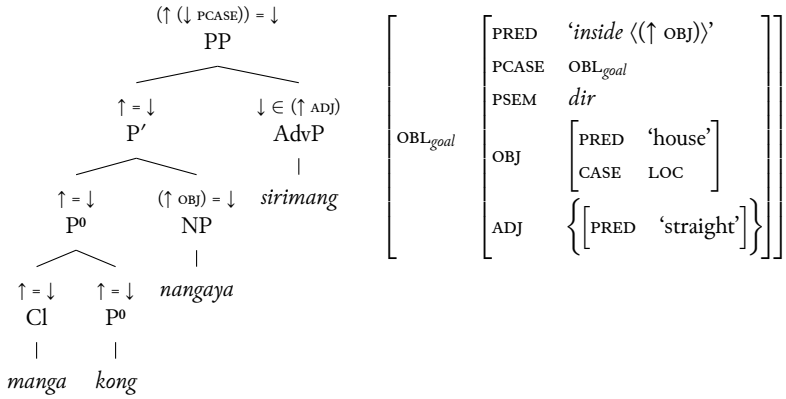 (↑ (↓ PCASE)) = ↓
PP
↑ = ↓ ↓ ∈ (↑ ADJ)
P′ AdvP
↑ = ↓ (↑ OBJ) = ↓ sirimang
P⁰ NP
↑ = ↓ ↑ = ↓ nangaya
Cl P⁰
manga kong
OBLgoal
PRED ‘inside ⟨(↑ OBJ)⟩’
PCASE OBLgoal
PSEM dir
OBJ
PRED ‘house’
CASE LOC
ADJ {[PRED ‘straight’]}